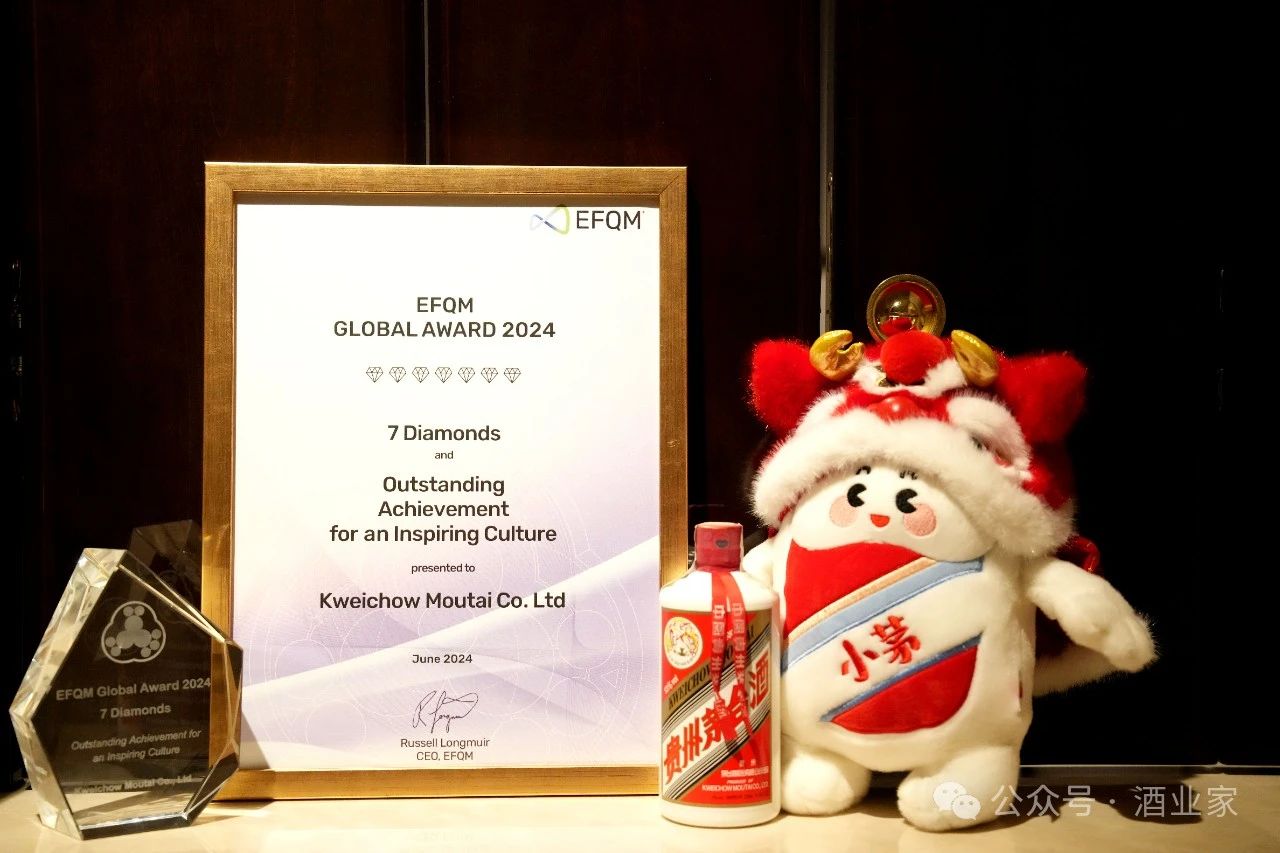 EFQM
EFQM
GLOBAL AWARD 2024
7 Diamonds
and
Outstanding
Achievement
for an Inspiring Culture
presented to
Kweichow Moutai Co. Ltd
June 2024
Russell Longmuir
CEO, EFQM
EFQM Global Award 2024
7 Diamonds
Outstanding Achievement for
an Inspiring Culture
Kweichow Moutai Co., Ltd
KWEICHOW
贵州茅台酒
KWEICHOW MOUTAI CO., LTD.
小茅
公众号 · 酒业家